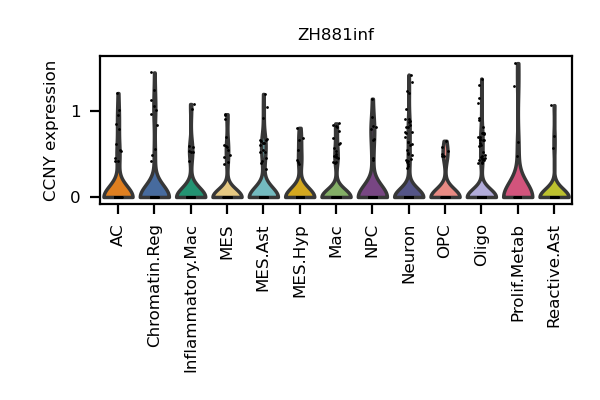 ZH881inf
CCNY expression
1
0
AC
Chromatin.Reg
Inflammatory.Mac
MES
MES.Ast
MES.Hyp
Mac
NPC
Neuron
OPC
Oligo
Prolif.Metab
Reactive.Ast